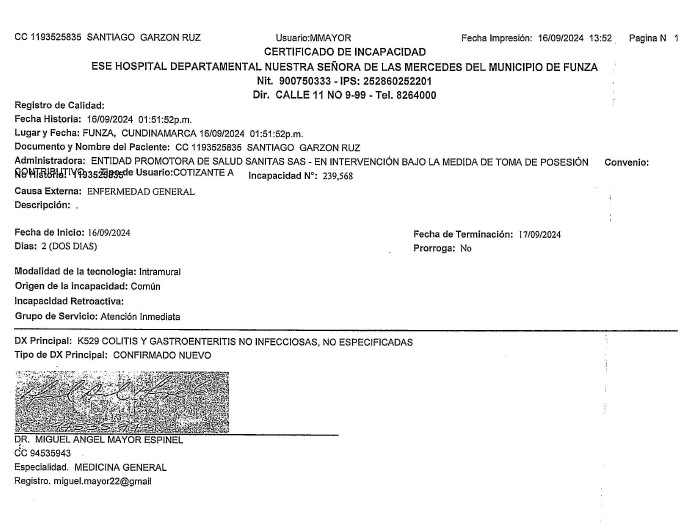 CC 1193525835 SANTIAGO GARZON RUZ Usuario:MMAYOR Fecha Impresión: 16/09/2024 13:52 Pagina N 1
CERTIFICADO DE INCAPACIDAD
ESE HOSPITAL DEPARTAMENTAL NUESTRA SEÑORA DE LAS MERCEDES DEL MUNICIPIO DE FUNZA
Nit. 900750333 - IPS: 252860252201
Dir. CALLE 11 NO 9-99 - Tel. 8264000
Registro de Calidad:
Fecha Historia: 16/09/2024 01:51:52p.m.
Lugar y Fecha: FUNZA, CUNDINAMARCA 16/09/2024 01:51:52p.m.
Documento y Nombre del Paciente: CC 1193525835 SANTIAGO GARZON RUZ
Administradora: ENTIDAD PROMOTORA DE SALUD SANITAS SAS - EN INTERVENCIÓN BAJO LA MEDIDA DE TOMA DE POSESIÓN Convenio:
CONTRIBUTIVO Tipo de Usuario:COTIZANTE A Incapacidad N°: 239,568
No Historia: 1193525835
Causa Externa: ENFERMEDAD GENERAL
Descripción: .
Fecha de Inicio: 16/09/2024 Fecha de Terminación: 17/09/2024
Dias: 2 (DOS DIAS) Prorroga: No
Modalidad de la tecnologia: Intramural
Origen de la Incapacidad: Común
Incapacidad Retroactiva:
Grupo de Servicio: Atención Inmediata
DX Principal: K529 COLITIS Y GASTROENTERITIS NO INFECCIOSAS, NO ESPECIFICADAS
Tipo de DX Principal: CONFIRMADO NUEVO
DR. MIGUEL ANGEL MAYOR ESPINEL
CC 94535943
Especialidad. MEDICINA GENERAL
Registro. miguel.mayor22@gmail